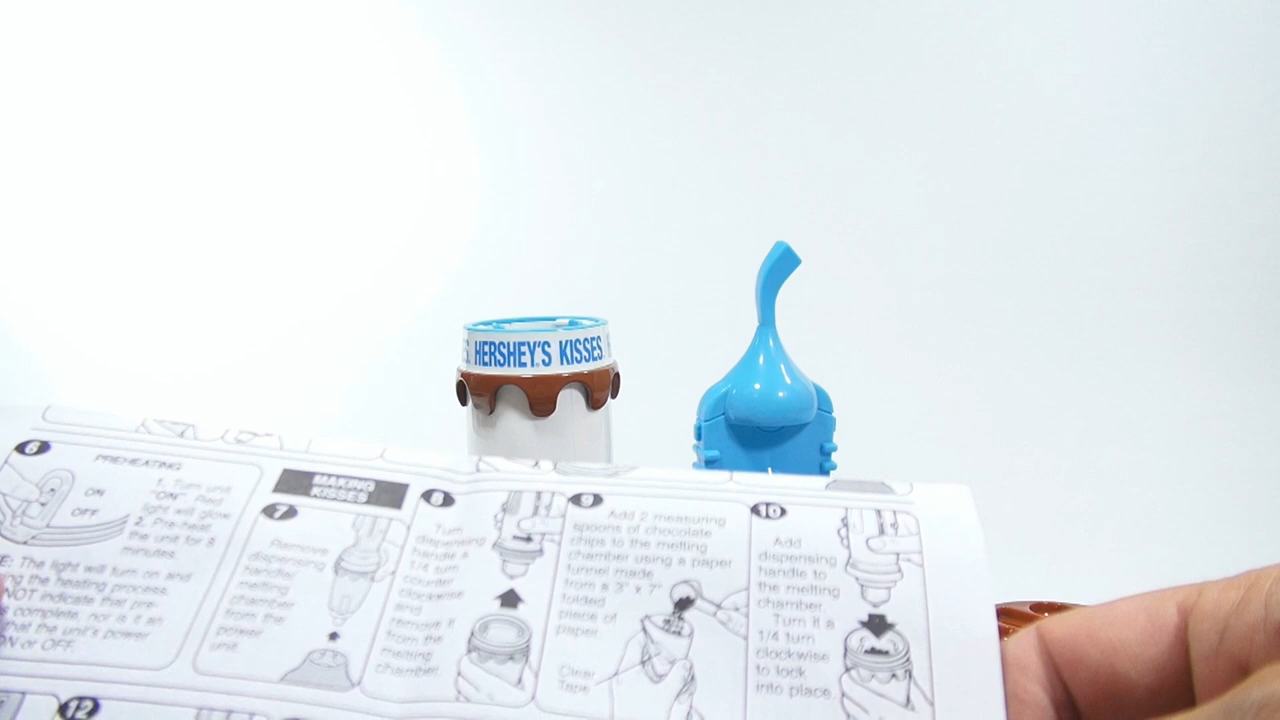 HERSHEY'S KISSES
6
PREHEATING
ON
OFF
1. Turn unit
"ON". Red
light will glow.
2. Pre-heat
the unit for 8
minutes.
E: The light will turn on and
ng the heating process.
NOT indicate that pre-
s complete, nor is it an
hat the unit's power
ON or OFF.
MAKING
KISSES
7
Remove
dispensing
handle/
melting
chamber
from the
power
unit.
8
Turn
dispensing
handle a
1/4 turn
counter
clockwise
and
remove it
from the
melting
chamber.
9
Add 2 measuring
spoons of chocolate
chips to the melting
chamber using a paper
funnel made
from a 3" x 7"
folded
piece of
paper.
Clear
Tape
10
Add
dispensing
handle to
the melting
chamber.
Turn it a
1/4 turn
clockwise
to lock
into place.
12